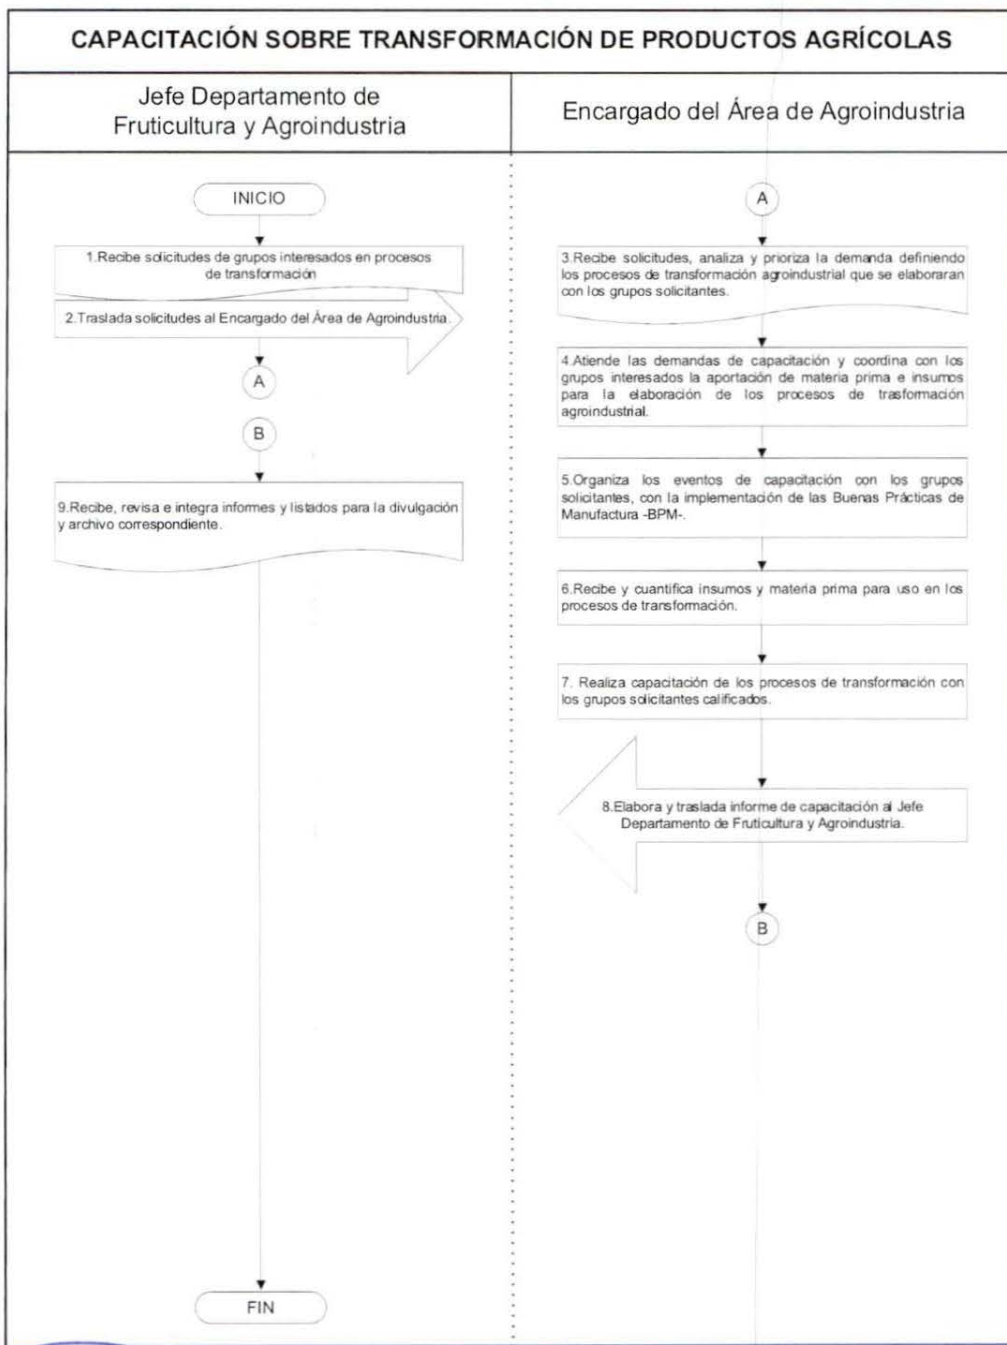 CAPACITACIÓN SOBRE TRANSFORMACIÓN DE PRODUCTOS AGRÍCOLAS
Jefe Departamento de
Fruticultura y Agroindustria
Encargado del Área de Agroindustria
INICIO
1.Recibe solicitudes de grupos interesados en procesos
de transformación
2.Traslada solicitudes al Encargado del Área de Agroindustria.
A
B
9.Recibe, revisa e integra informes y listados para la divulgación
y archivo correspondiente.
FIN
A
3.Recibe solicitudes, analiza y prioriza la demanda definiendo
los procesos de transformación agroindustrial que se elaboraran
con los grupos solicitantes.
4.Atiende las demandas de capacitación y coordina con los
grupos interesados la aportación de materia prima e insumos
para la elaboración de los procesos de trasformación
agroindustrial.
5.Organiza los eventos de capacitación con los grupos
solicitantes, con la implementación de las Buenas Prácticas de
Manufactura -BPM-.
6.Recibe y cuantifica insumos y materia prima para uso en los
procesos de transformación.
7. Realiza capacitación de los procesos de transformación con
los grupos solicitantes calificados.
8.Elabora y traslada informe de capacitación al Jefe
Departamento de Fruticultura y Agroindustria.
B